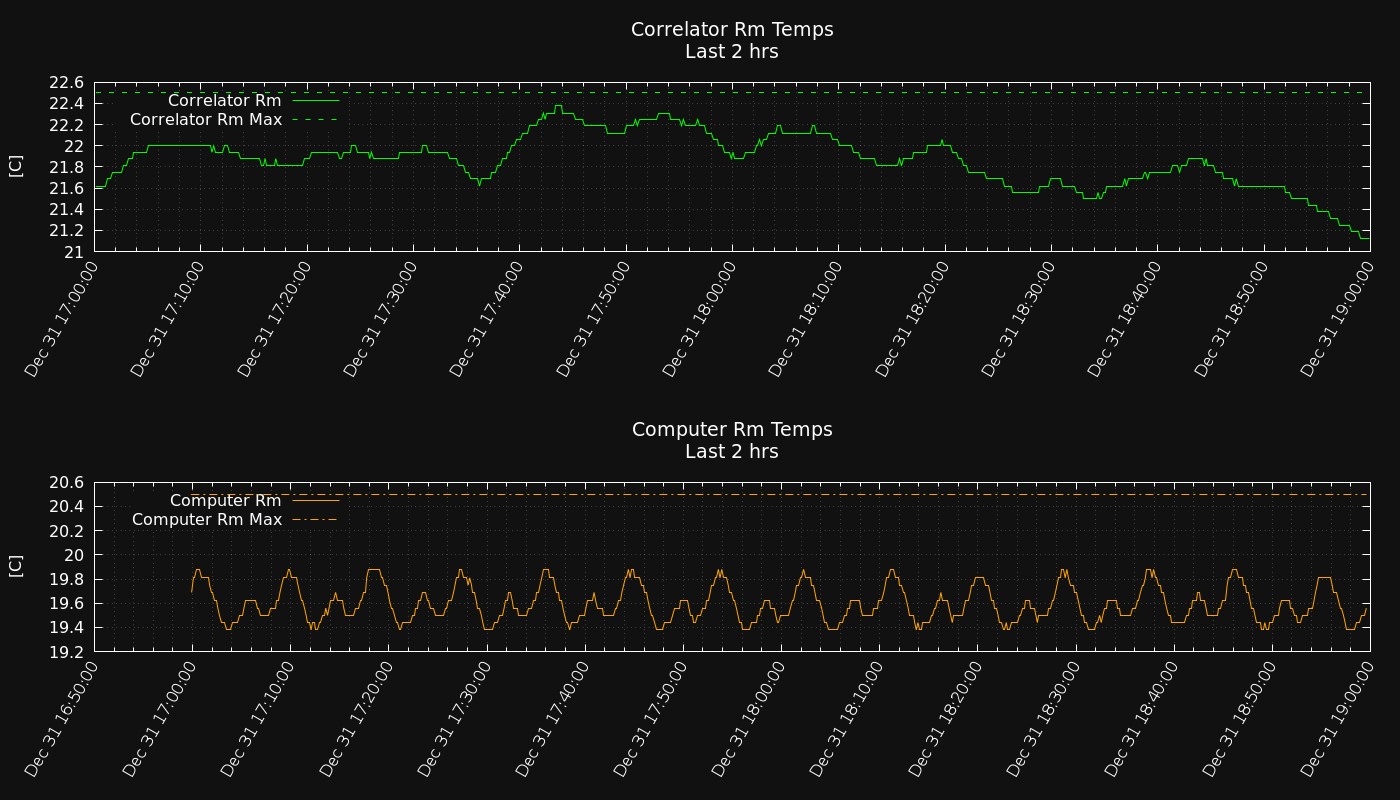 Correlator Rm Temps
Last 2 hrs
[C]
22.6
22.4
22.2
22
21.8
21.6
21.4
21.2
21
Correlator Rm
Correlator Rm Max
Dec 31 17:00:00
Dec 31 17:10:00
Dec 31 17:20:00
Dec 31 17:30:00
Dec 31 17:40:00
Dec 31 17:50:00
Dec 31 18:00:00
Dec 31 18:10:00
Dec 31 18:20:00
Dec 31 18:30:00
Dec 31 18:40:00
Dec 31 18:50:00
Dec 31 19:00:00
Computer Rm Temps
Last 2 hrs
[C]
20.6
20.4
20.2
20
19.8
19.6
19.4
19.2
Computer Rm
Computer Rm Max
Dec 31 16:50:00
Dec 31 17:00:00
Dec 31 17:10:00
Dec 31 17:20:00
Dec 31 17:30:00
Dec 31 17:40:00
Dec 31 17:50:00
Dec 31 18:00:00
Dec 31 18:10:00
Dec 31 18:20:00
Dec 31 18:30:00
Dec 31 18:40:00
Dec 31 18:50:00
Dec 31 19:00:00